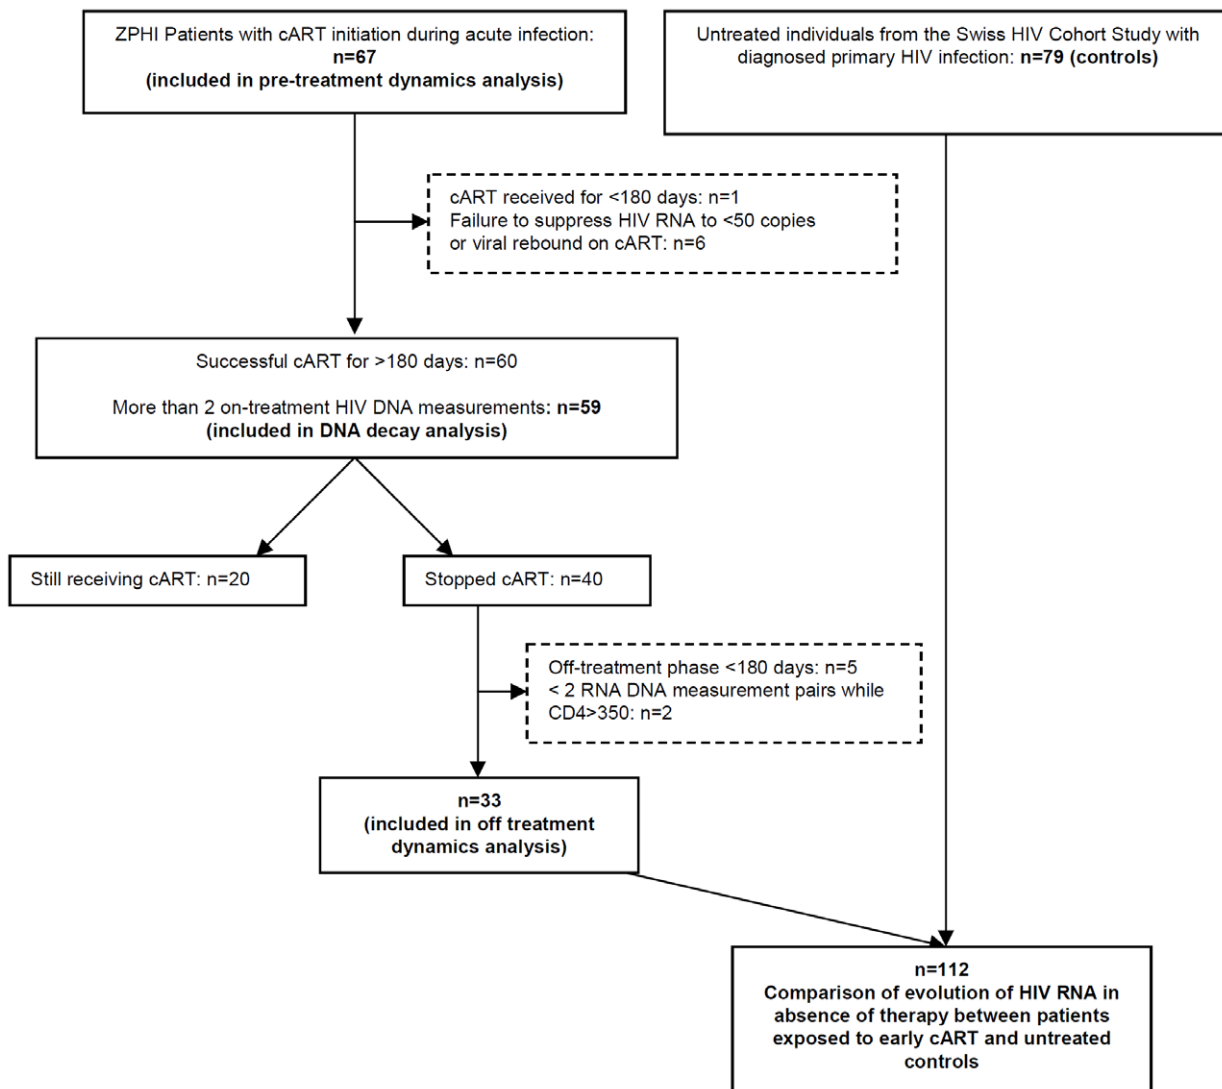 ZPHI Patients with cART initiation during acute infection:
n=67
(included in pre-treatment dynamics analysis)
Untreated individuals from the Swiss HIV Cohort Study with
diagnosed primary HIV infection: n=79 (controls)
cART received for <180 days: n=1
Failure to suppress HIV RNA to <50 copies
or viral rebound on cART: n=6
Successful cART for >180 days: n=60
More than 2 on-treatment HIV DNA measurements: n=59
(included in DNA decay analysis)
Still receiving cART: n=20
Stopped cART: n=40
Off-treatment phase <180 days: n=5
< 2 RNA DNA measurement pairs while
CD4>350: n=2
n=33
(included in off treatment
dynamics analysis)
n=112
Comparison of evolution of HIV RNA in
absence of therapy between patients
exposed to early cART and untreated
controls